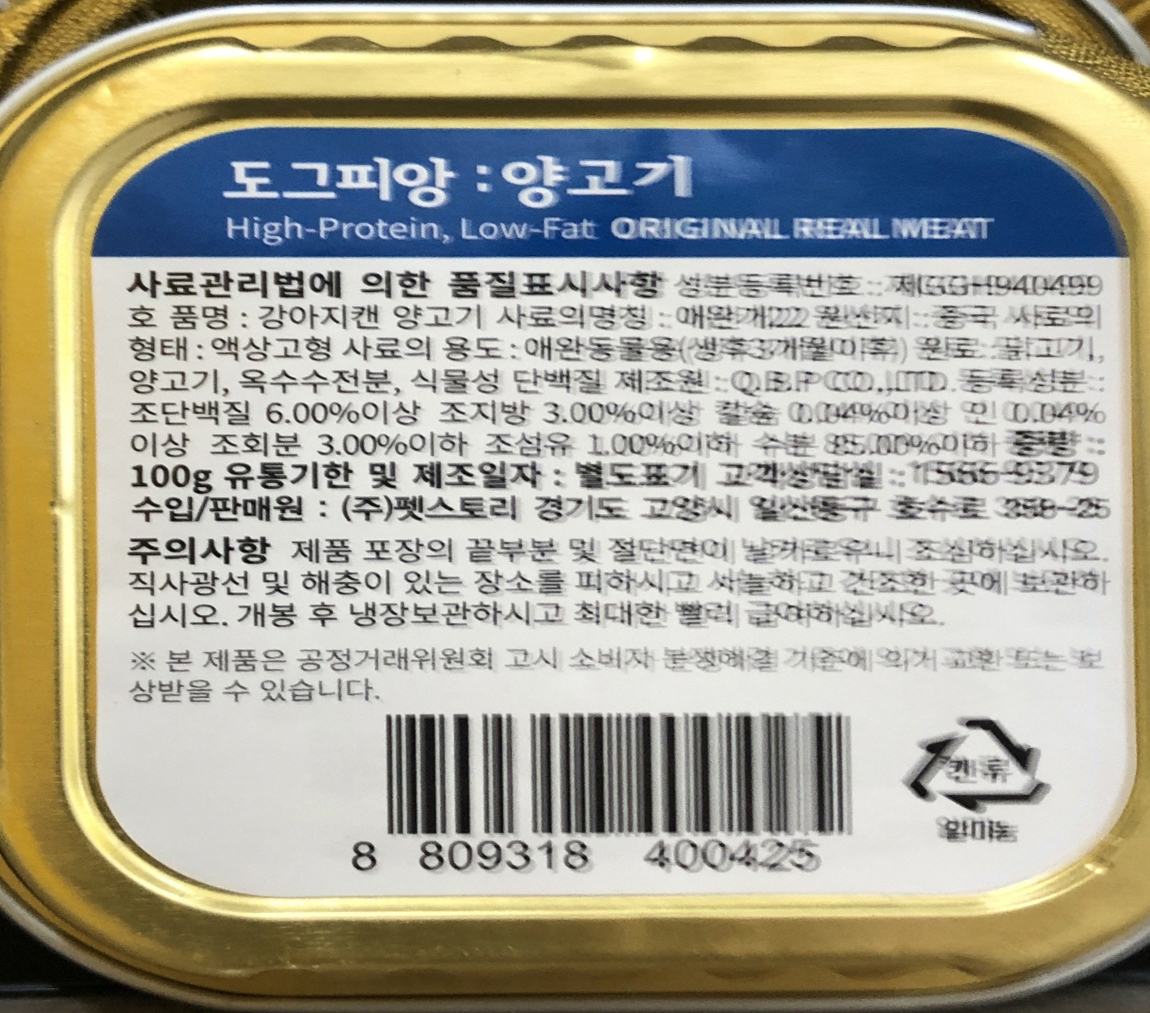 도그피앙 : 양고기
High-Protein, Low-Fat ORIGINAL REAL MEAT
사료관리법에 의한 품질표시사항 성분등록번호 :
호 품명 : 강아지캔 양고기 사료의명칭 : 애완개22 원산지 : 중국 사료의
형태 : 액상고형 사료의 용도 : 애완동물용(생후3개월이후) 원료 : 닭고기,
양고기, 옥수수전분, 식물성 단백질 제조원 : Q.B.P CO.,LTD. 등록성분 :
조단백질 6.00%이상 조지방 3.00%이상 칼슘 0.04%이상 인 0.04%
이상 조회분 3.00%이하 조섬유 1.00%이하 수분 85.00%이하 중량 :
100g 유통기한 및 제조일자 : 별도표기 고객상담실 : 1566-9379
수입/판매원 : (주)펫스토리 경기도 고양시 일산동구 호수로 358-25
주의사항 제품 포장의 끝부분 및 절단면이 날카로우니 조심하십시오.
직사광선 및 해충이 있는 장소를 피하시고 서늘하고 건조한 곳에 보관하
십시오. 개봉 후 냉장보관하시고 최대한 빨리 급여하십시오.
※ 본 제품은 공정거래위원회 고시 소비자 분쟁해결 기준에 의거 교환 또는 보
상받을 수 있습니다.
캔류
알미늄
8 809318 400425